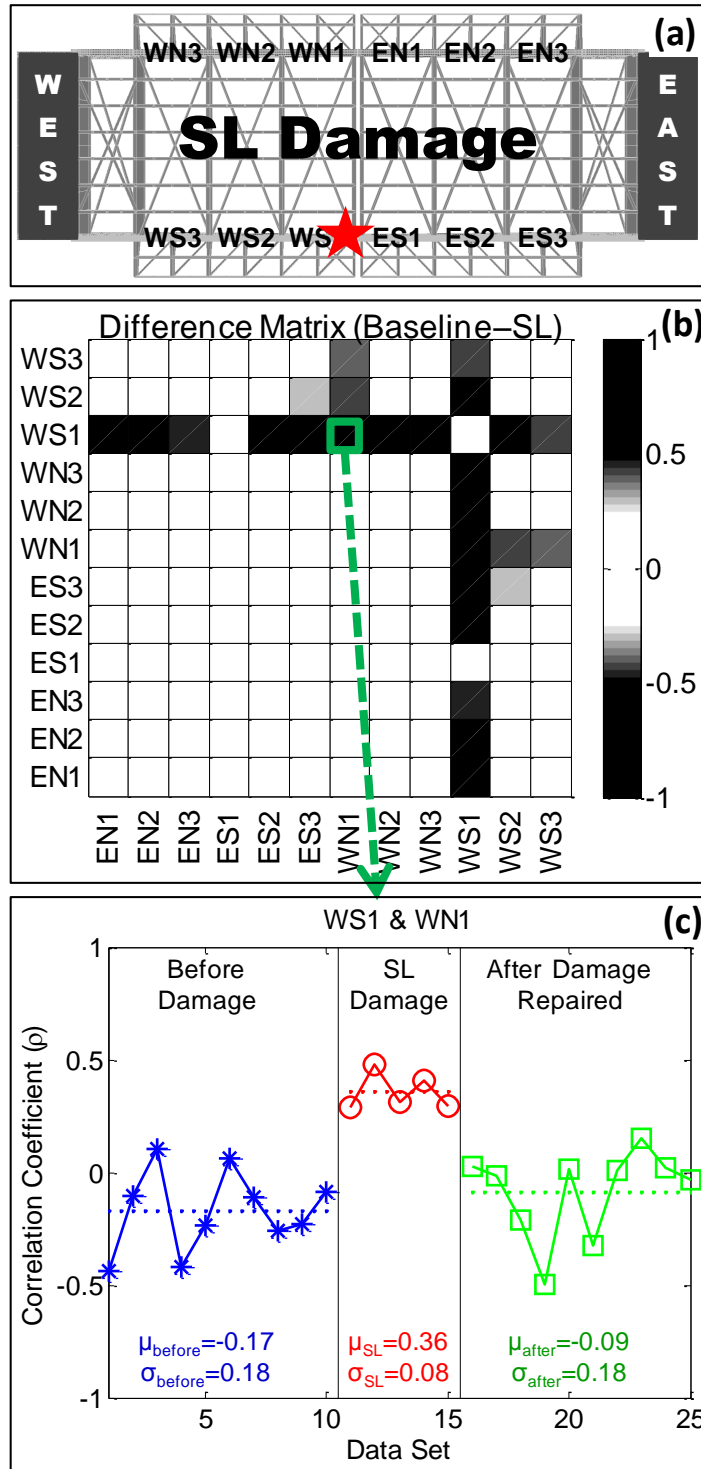 (a)
WN3 WN2 WN1 EN1 EN2 EN3
WEST
SL Damage
EAST
WS3 WS2 WS ES1 ES2 ES3
(b)
Difference Matrix (Baseline–SL)
WS3
WS2
WS1
WN3
WN2
WN1
ES3
ES2
ES1
EN3
EN2
EN1
EN1 EN2 EN3 ES1 ES2 ES3 WN1 WN2 WN3 WS1 WS2 WS3
1
0.5
0
-0.5
-1
(c)
WS1 & WN1
Before
Damage
SL
Damage
After Damage
Repaired
Correlation Coefficient (ρ)
1
0.5
0
-0.5
-1
μbefore=-0.17
σbefore=0.18
μSL=0.36
σSL=0.08
μafter=-0.09
σafter=0.18
5 10 15 20 25
Data Set